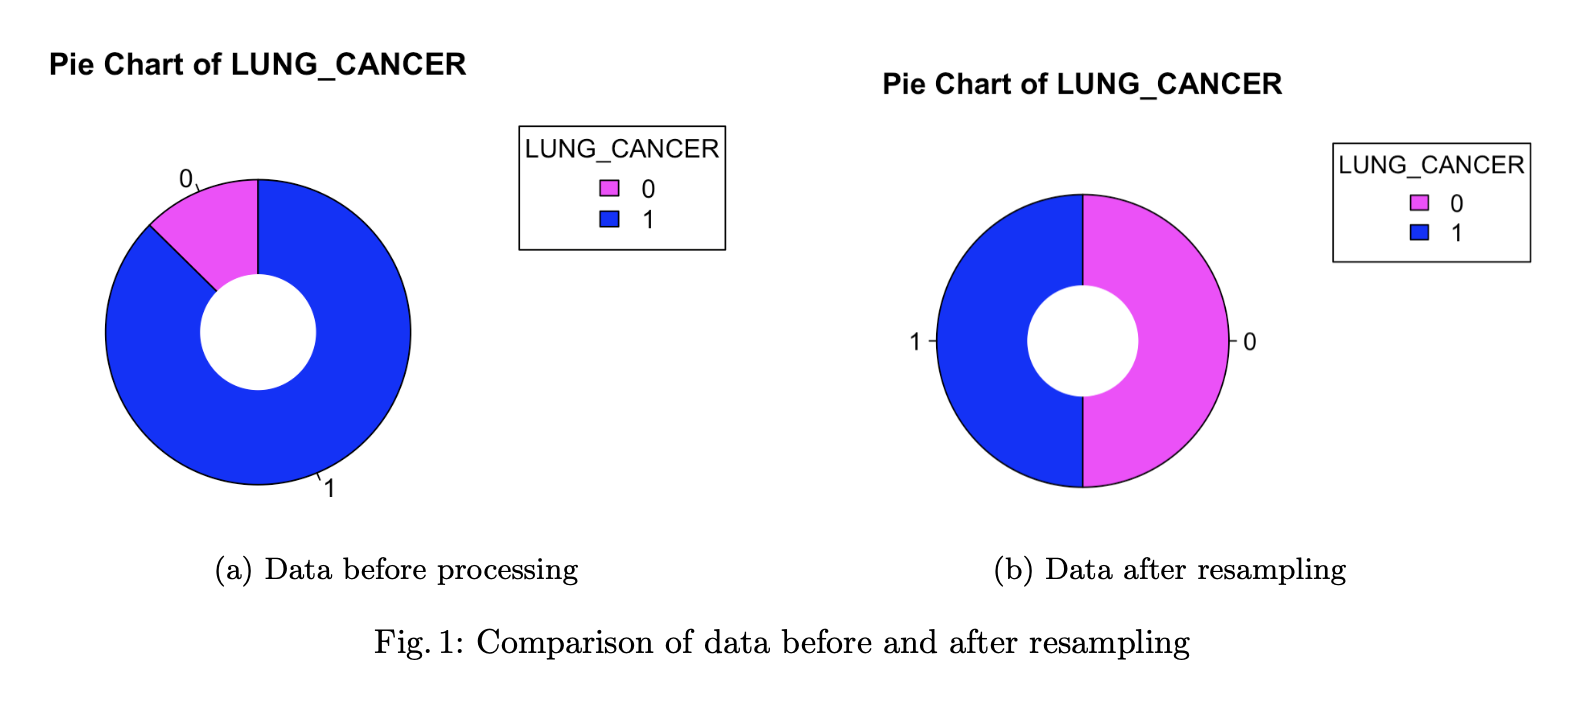 Pie Chart of LUNG_CANCER
LUNG_CANCER
0
1
0
1
(a) Data before processing
Pie Chart of LUNG_CANCER
LUNG_CANCER
0
1
1
0
(b) Data after resampling
Fig. 1: Comparison of data before and after resampling